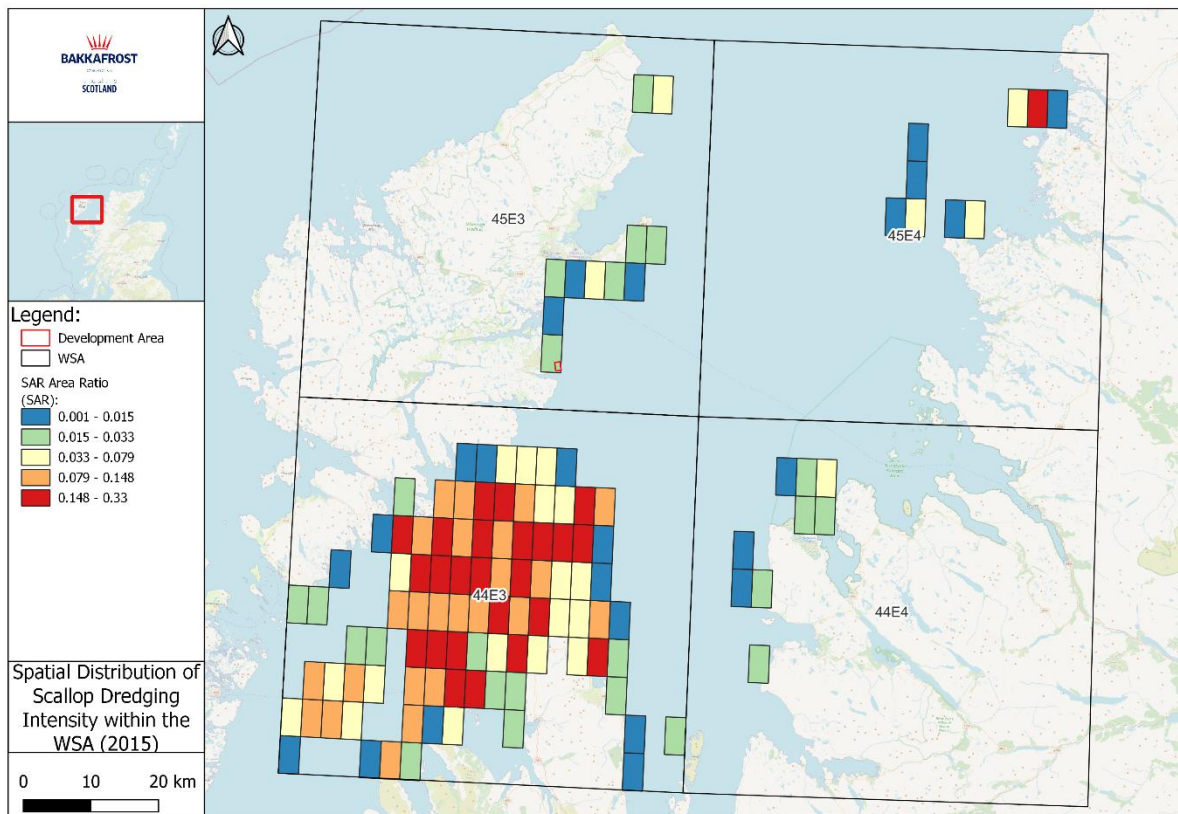 BAKKAFROST
SCOTLAND
Legend:
Development Area
WSA
SAR Area Ratio
(SAR):
0.001 - 0.015
0.015 - 0.033
0.033 - 0.079
0.079 - 0.148
0.148 - 0.33
Spatial Distribution of
Scallop Dredging
Intensity within the
WSA (2015)
0 10 20 km
45E3
45E4
44E3
44E4